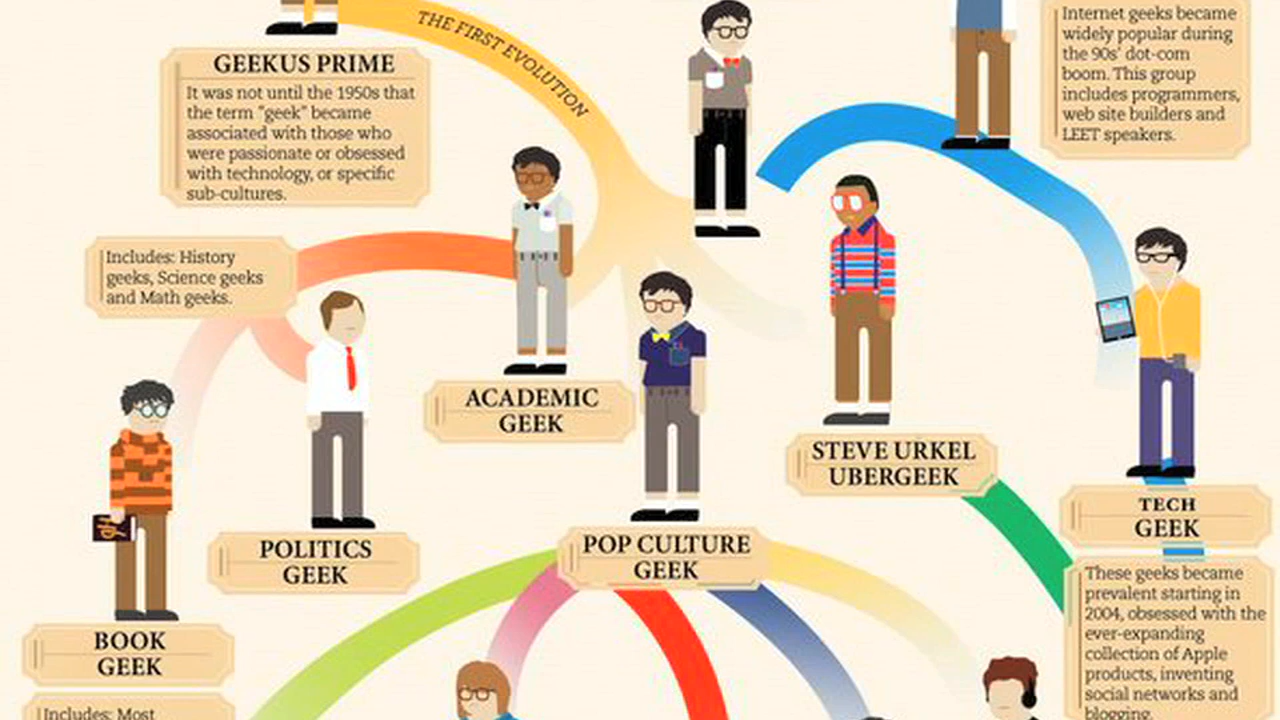 THE FIRST EVOLUTION
GEEKUS PRIME
It was not until the 1950s that
the term "geek" became
associated with those who
were passionate or obsessed
with technology, or specific
sub-cultures.
Internet geeks became
widely popular during
the 90s' dot-com
boom. This group
includes programmers,
web site builders and
LEET speakers.
Includes: History
geeks, Science geeks
and Math geeks.
ACADEMIC
GEEK
STEVE URKEL
UBERGEEK
TECH
GEEK
POLITICS
GEEK
POP CULTURE
GEEK
These geeks became
prevalent starting in
2004, obsessed with the
ever-expanding
collection of Apple
products, inventing
social networks and
blogging.
BOOK
GEEK
Includes: Most